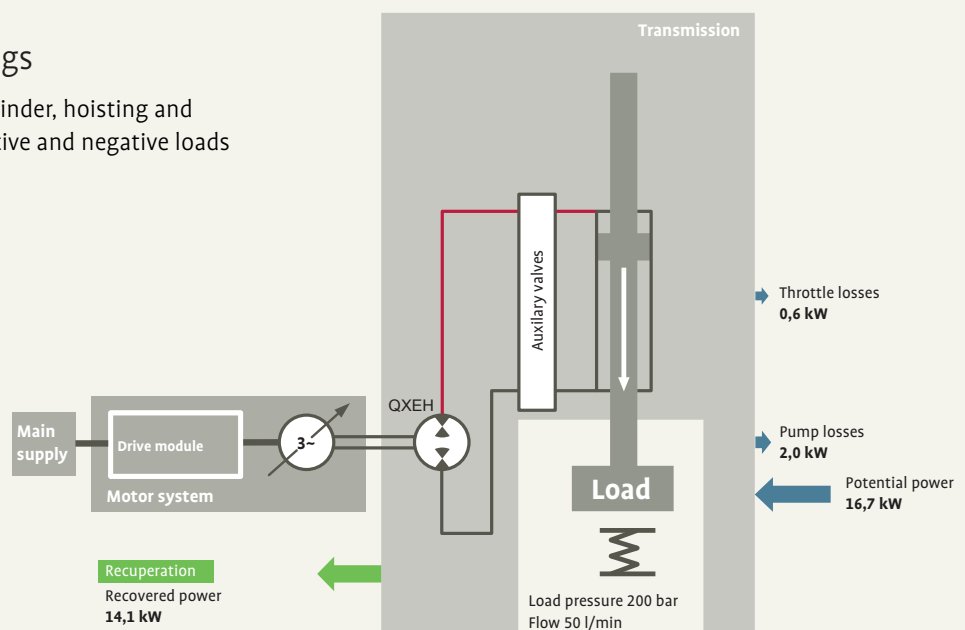 Transmission
gs
inder, hoisting and
tive and negative loads
Auxilary valves
Throttle losses
0,6 kW
QXEH
Main
supply
Drive module
3~
Motor system
Pump losses
2,0 kW
Load
Potential power
16,7 kW
Recuperation
Recovered power
14,1 kW
Load pressure 200 bar
Flow 50 l/min